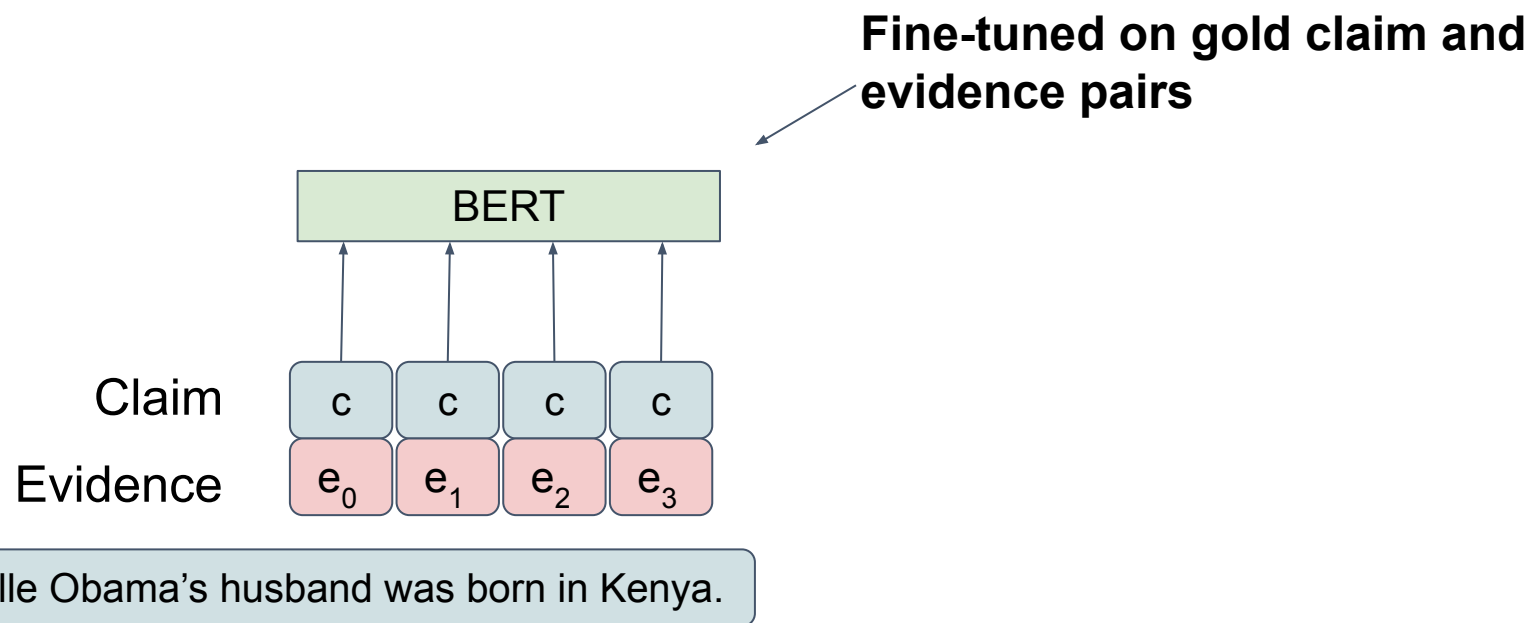 Fine-tuned on gold claim and
evidence pairs
BERT
Claim c c c c
Evidence e0 e1 e2 e3
Obama's husband was born in Kenya.